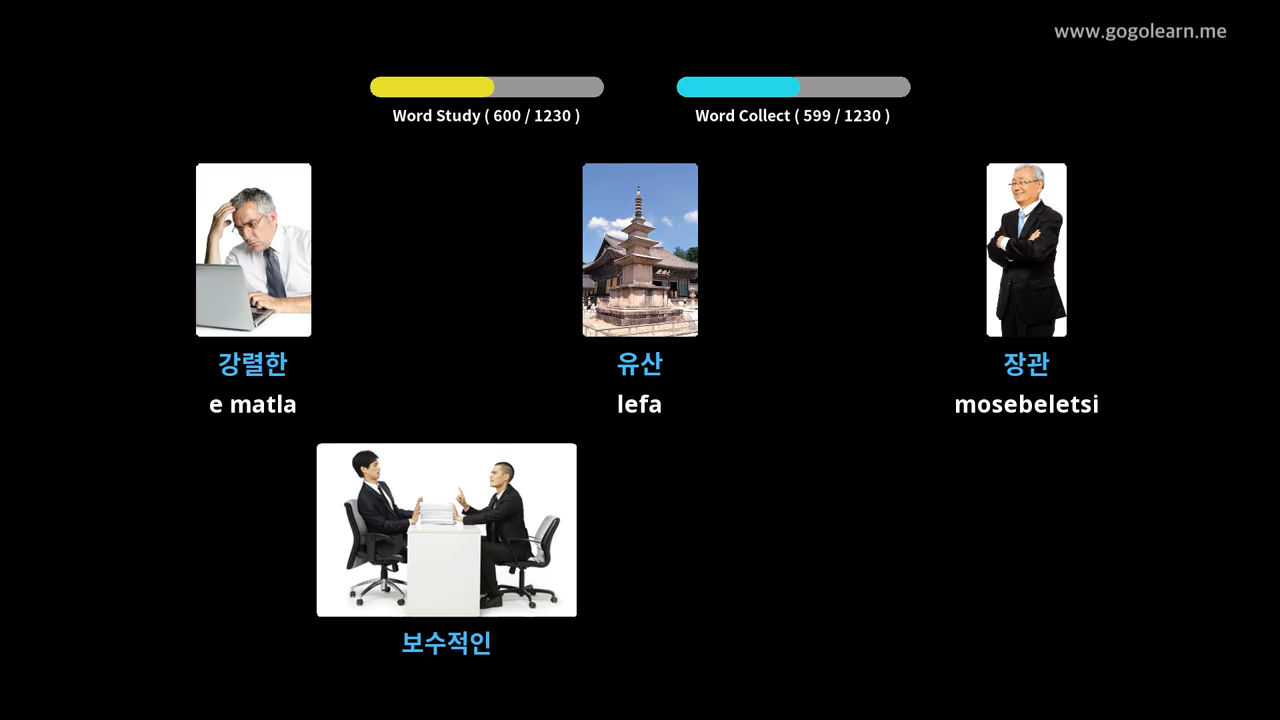 www.gogolearn.me
Word Study ( 600 / 1230 )
Word Collect ( 599 / 1230 )
강렬한
유산
장관
e matla
lefa
mosebeletsi
보수적인